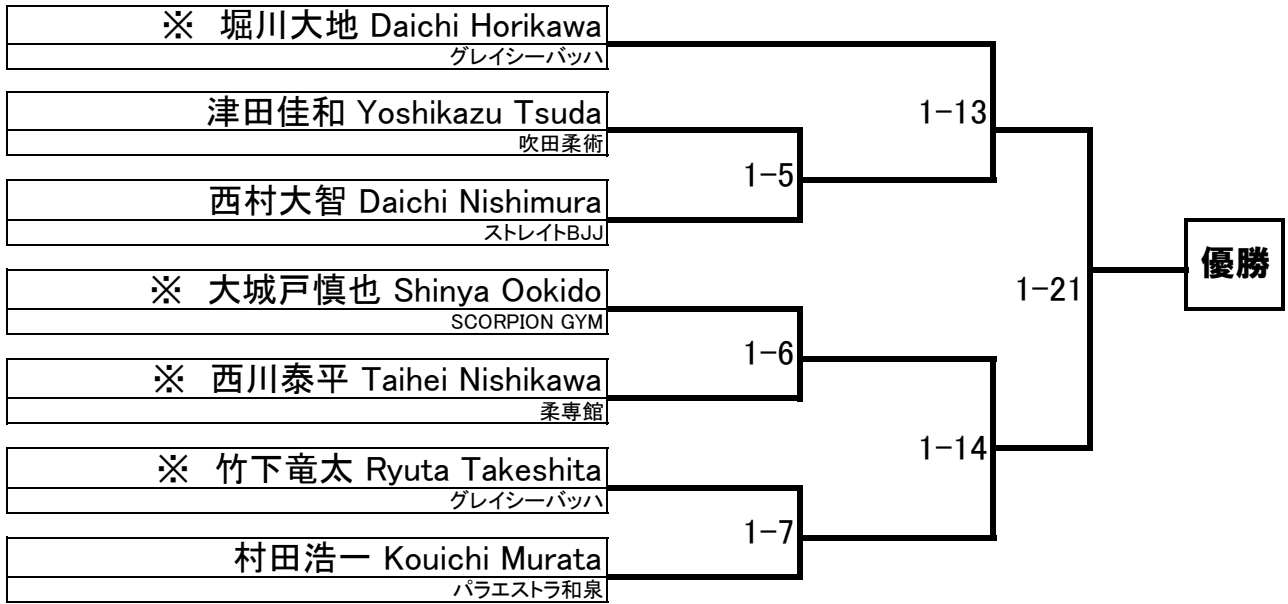 ※ 堀川大地 Daichi Horikawa
グレイシーバッハ
津田佳和 Yoshikazu Tsuda
吹田柔術
1-13
1-5
西村大智 Daichi Nishimura
ストレイトBJJ
優勝
※ 大城戸慎也 Shinya Ookido
SCORPION GYM
1-21
1-6
※ 西川泰平 Taihei Nishikawa
柔専館
1-14
※ 竹下竜太 Ryuta Takeshita
グレイシーバッハ
1-7
村田浩一 Kouichi Murata
パラエストラ和泉